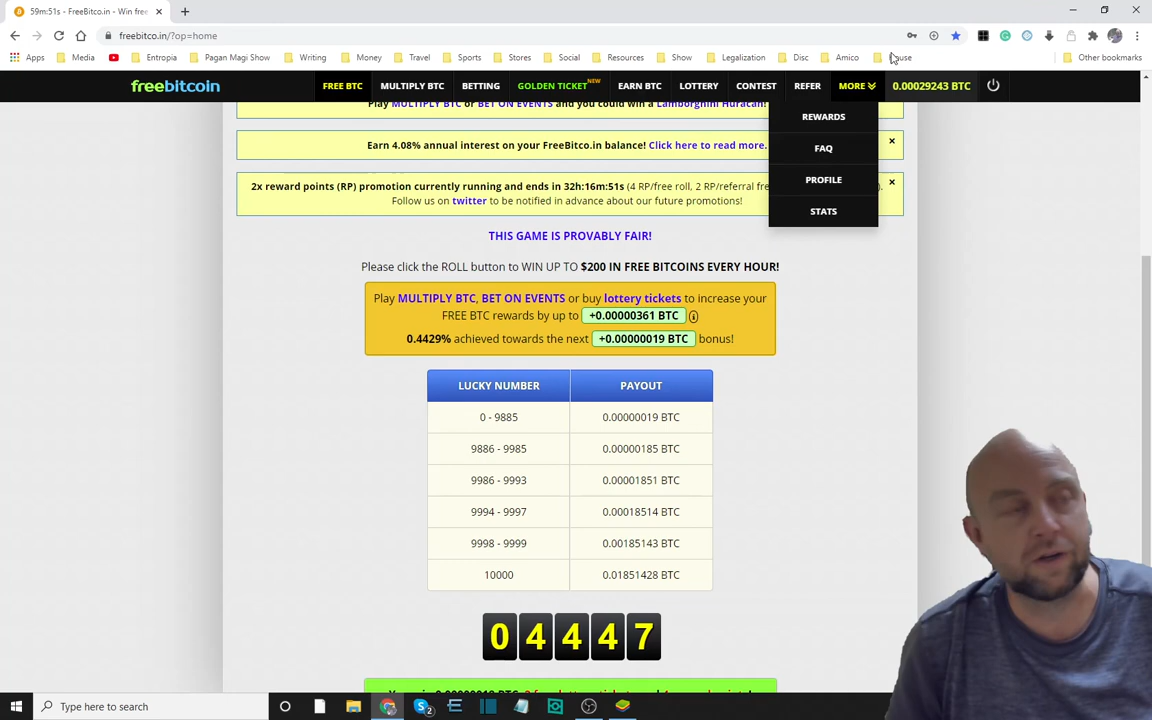 59m:51s - FreeBitco.in - Win free
freebitco.in/?op=home
Apps Media Entropia Pagan Magi Show Writing Money Travel Sports Stores Social Resources Show Legalization Disc Amico Other bookmarks
freebitcoin FREE BTC MULTIPLY BTC BETTING GOLDEN TICKET NEW EARN BTC LOTTERY CONTEST REFER MORE 0.00029243 BTC
REWARDS
FAQ
PROFILE
STATS
Play MULTIPLY BTC or BET ON EVENTS and you could win a Lamborghini Huracan!
Earn 4.08% annual interest on your FreeBitco.in balance! Click here to read more.
2x reward points (RP) promotion currently running and ends in 32h:16m:51s (4 RP/free roll, 2 RP/referral fre
Follow us on twitter to be notified in advance about our future promotions!
THIS GAME IS PROVABLY FAIR!
Please click the ROLL button to WIN UP TO $200 IN FREE BITCOINS EVERY HOUR!
Play MULTIPLY BTC, BET ON EVENTS or buy lottery tickets to increase your
FREE BTC rewards by up to +0.00000361 BTC
0.4429% achieved towards the next +0.00000019 BTC bonus!
LUCKY NUMBER PAYOUT
0 - 9885 0.00000019 BTC
9886 - 9985 0.00000185 BTC
9986 - 9993 0.00001851 BTC
9994 - 9997 0.00018514 BTC
9998 - 9999 0.00185143 BTC
10000 0.01851428 BTC
04447
Type here to search
2